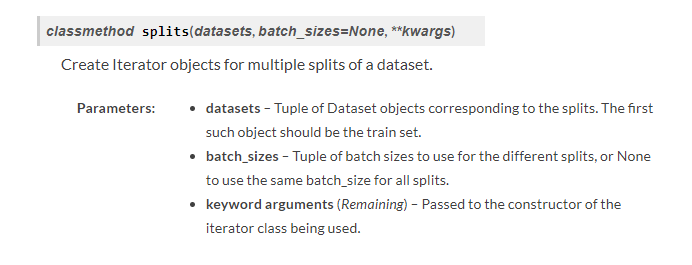 classmethod splits(datasets, batch_sizes=None, **kwargs)
Create Iterator objects for multiple splits of a dataset.
Parameters:
• datasets – Tuple of Dataset objects corresponding to the splits. The first
such object should be the train set.
• batch_sizes – Tuple of batch sizes to use for the different splits, or None
to use the same batch_size for all splits.
• keyword arguments (Remaining) – Passed to the constructor of the
iterator class being used.